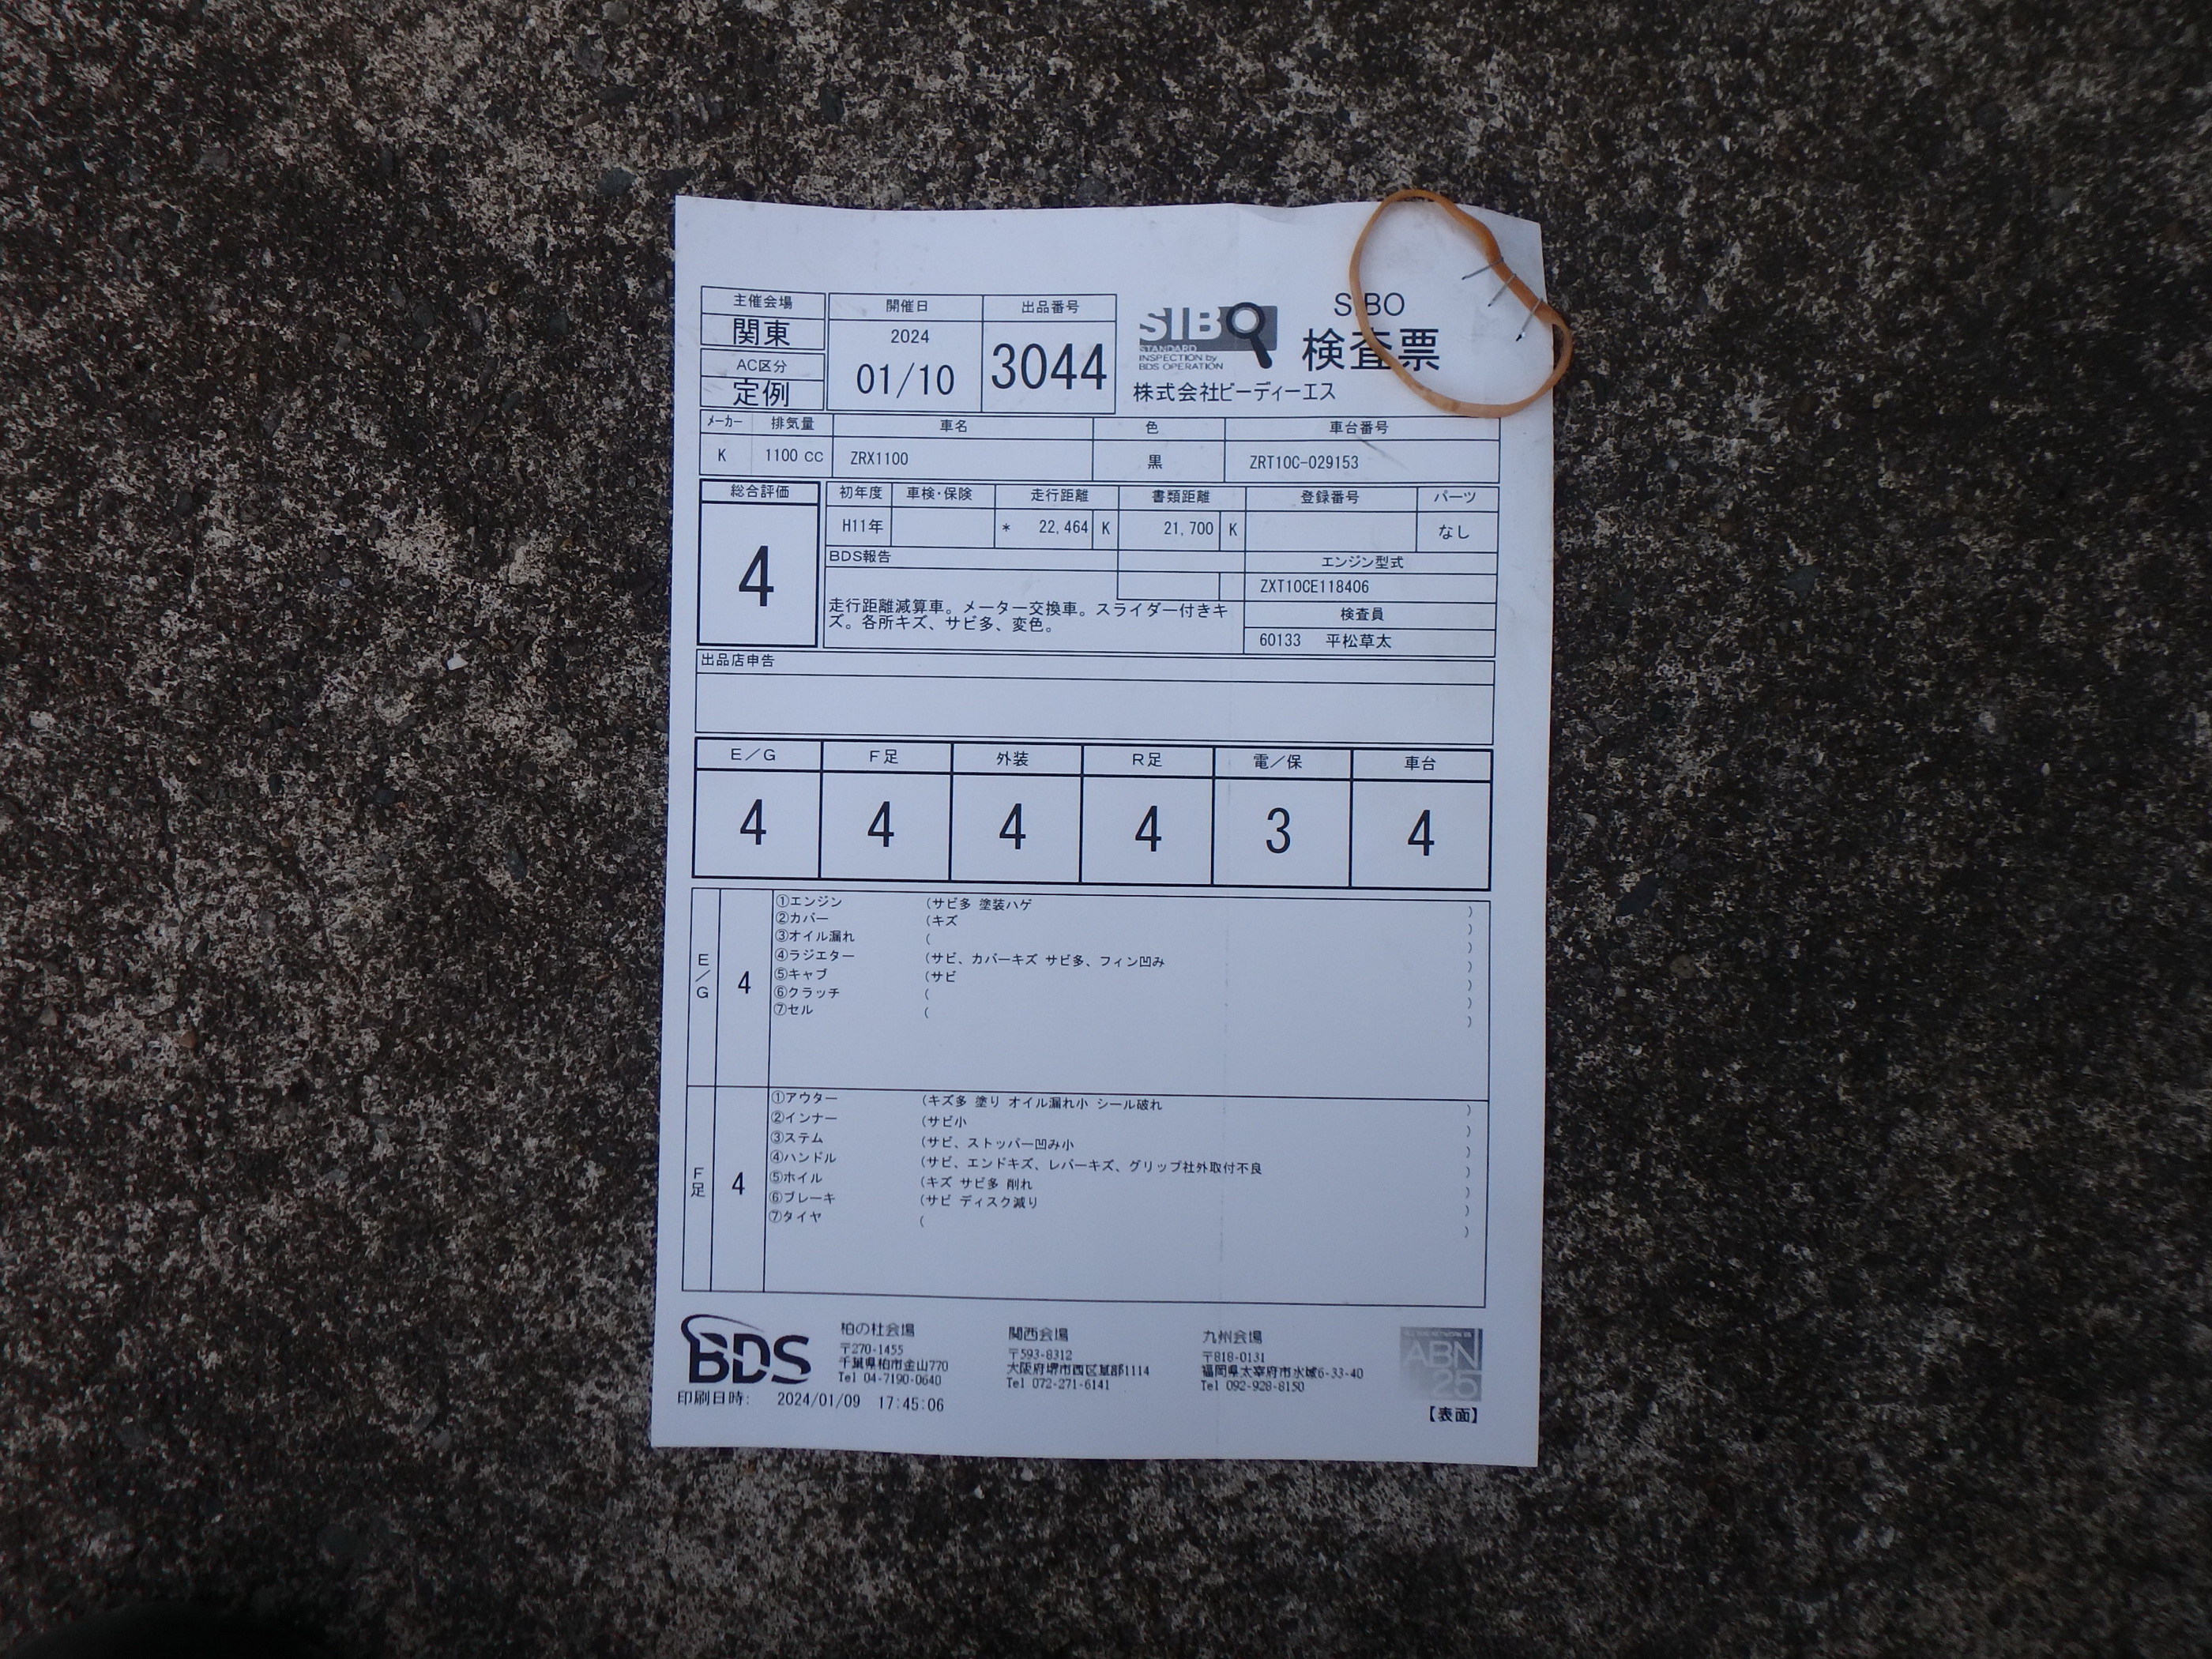 主催会場
関東
AC区分
定例
開催日
2024
01/10
出品番号
3044
SIBO
STANDARD
INSPECTION by
BDS OPERATION
SIBO
検査票
株式会社ビーディーエス
メーカー 排気量 車名 色 車台番号
K 1100 CC ZRX1100 黒 ZRT10C-029153
総合評価
4
初年度 車検・保険 走行距離 書類距離 登録番号 パーツ
H11年 * 22,464 K 21,700 K なし
BDS報告
走行距離減算車。メーター交換車。スライダー付きキ
ズ。各所キズ、サビ多、変色。
エンジン型式
ZXT10CE118406
検査員
60133 平松草太
出品店申告
E/G F足 外装 R足 電/保 車台
4 4 4 4 3 4
E/G 4
①エンジン (サビ多 塗装ハゲ )
②カバー (キズ )
③オイル漏れ ( )
④ラジエター (サビ、カバーキズ サビ多、フィン凹み )
⑤キャブ (サビ )
⑥クラッチ ( )
⑦セル ( )
F足 4
①アウター (キズ多 塗り オイル漏れ小 シール破れ )
②インナー (サビ小 )
③ステム (サビ、ストッパー凹み小 )
④ハンドル (サビ、エンドキズ、レバーキズ、グリップ社外取付不良 )
⑤ホイル (キズ サビ多 削れ )
⑥ブレーキ (サビ ディスク減り )
⑦タイヤ ( )
BDS
柏の杜会場
〒270-1455
千葉県柏市金山770
Tel 04-7190-0640
関西会場
〒593-8312
大阪府堺市西区草部1114
Tel 072-271-6141
九州会場
〒818-0131
福岡県太宰府市水城6-33-40
Tel 092-928-8150
ABN
25
印刷日時: 2024/01/09 17:45:06
【表面】